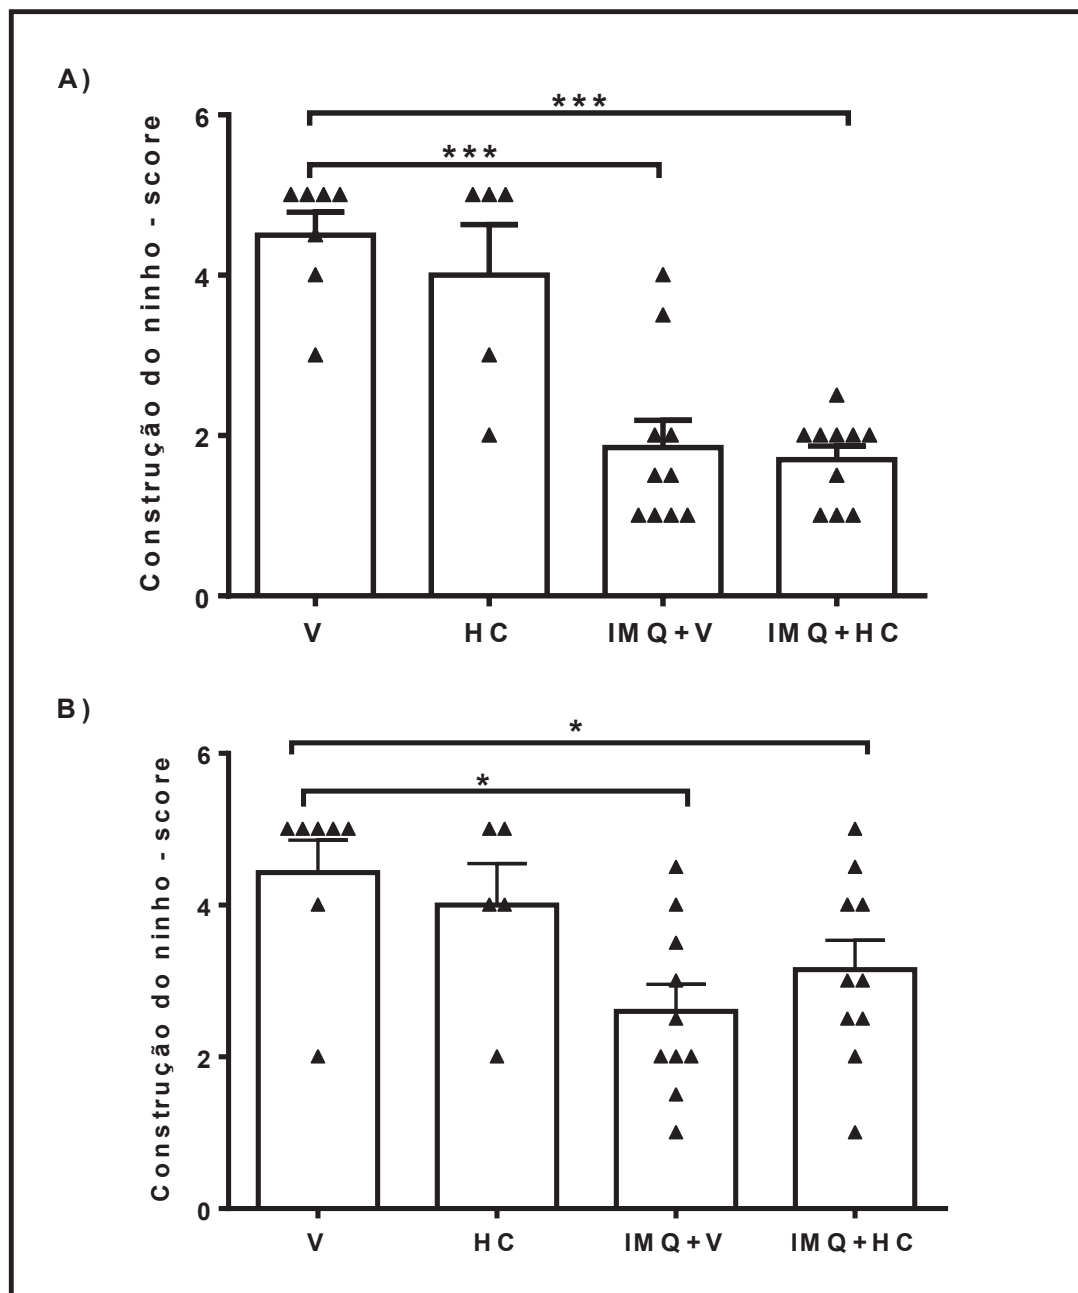 A)
***
***
Construção do ninho - score
6
4
2
0
V HC IMQ+V IMQ+HC
B)
*
*
Construção do ninho - score
6
4
2
0
V HC IMQ+V IMQ+HC